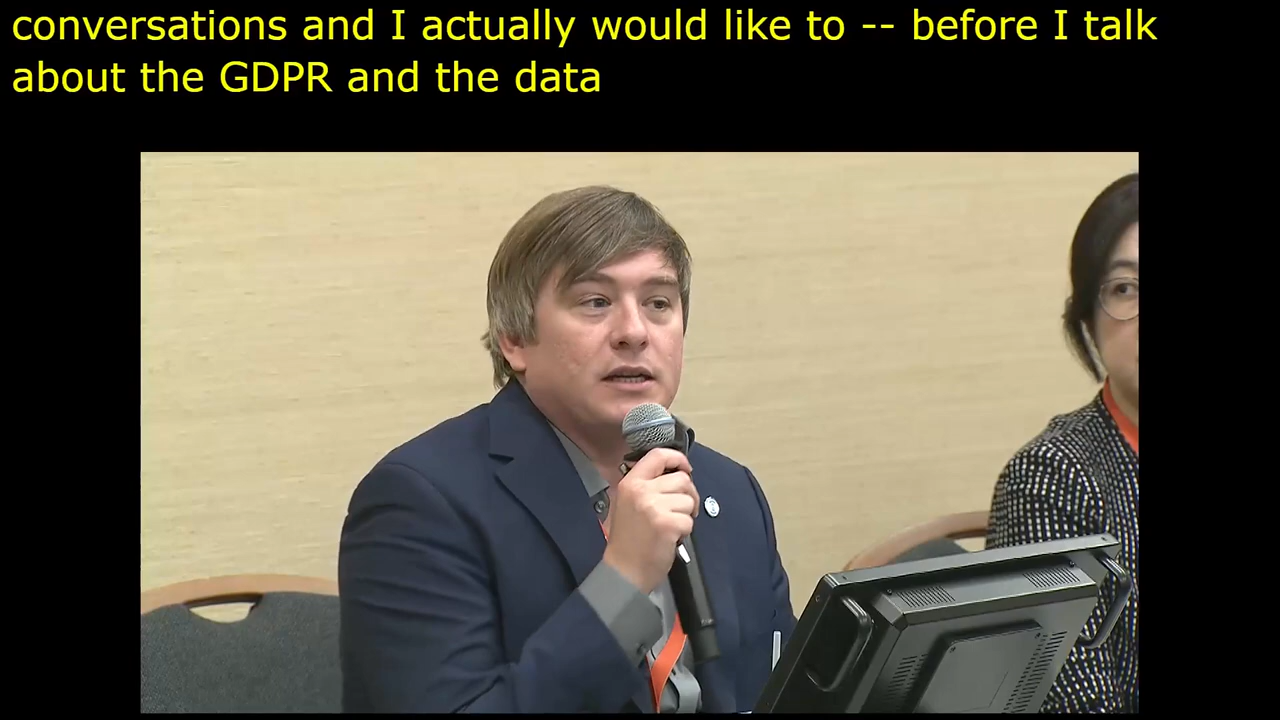 conversations and I actually would like to -- before I talk
about the GDPR and the data